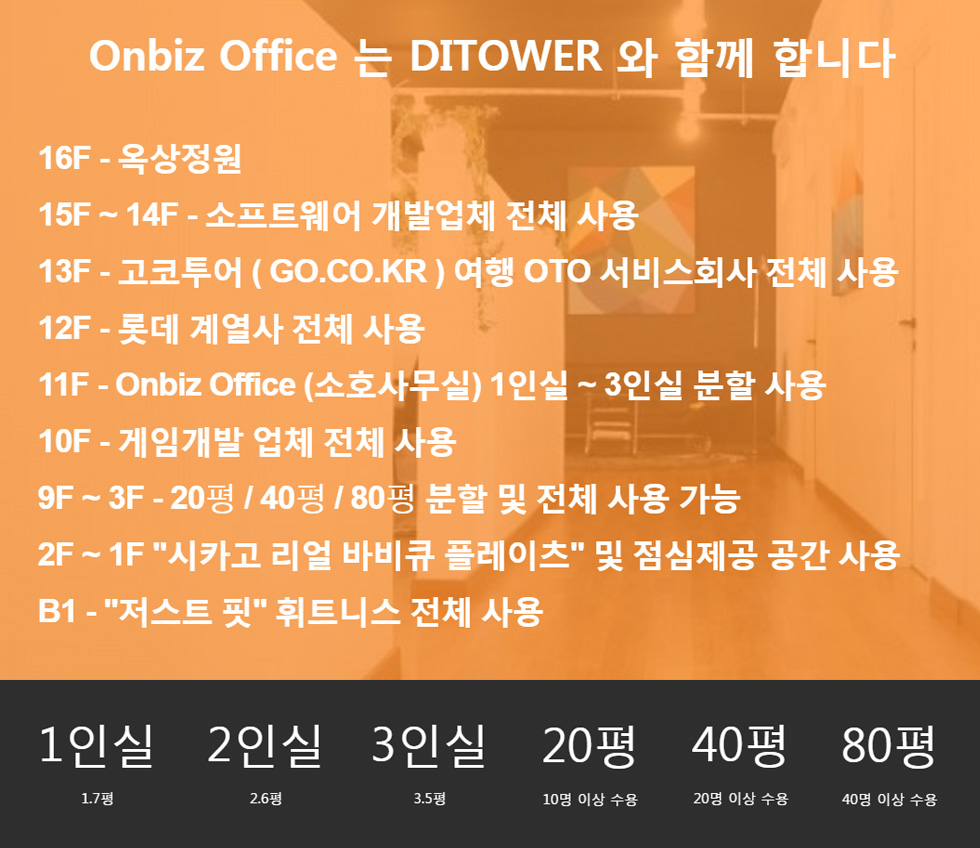 Onbiz Office 는 DITOWER 와 함께 합니다
16F - 옥상정원
15F ~ 14F - 소프트웨어 개발업체 전체 사용
13F - 고코투어 ( GO.CO.KR ) 여행 OTO 서비스회사 전체 사용
12F - 롯데 계열사 전체 사용
11F - Onbiz Office (소호사무실) 1인실 ~ 3인실 분할 사용
10F - 게임개발 업체 전체 사용
9F ~ 3F - 20평 / 40평 / 80평 분할 및 전체 사용 가능
2F ~ 1F "시카고 리얼 바비큐 플레이츠" 및 점심제공 공간 사용
B1 - "저스트 핏" 휘트니스 전체 사용
1인실 2인실 3인실 20평 40평 80평
1.7평 2.6평 3.5평 10명 이상 수용 20명 이상 수용 40명 이상 수용